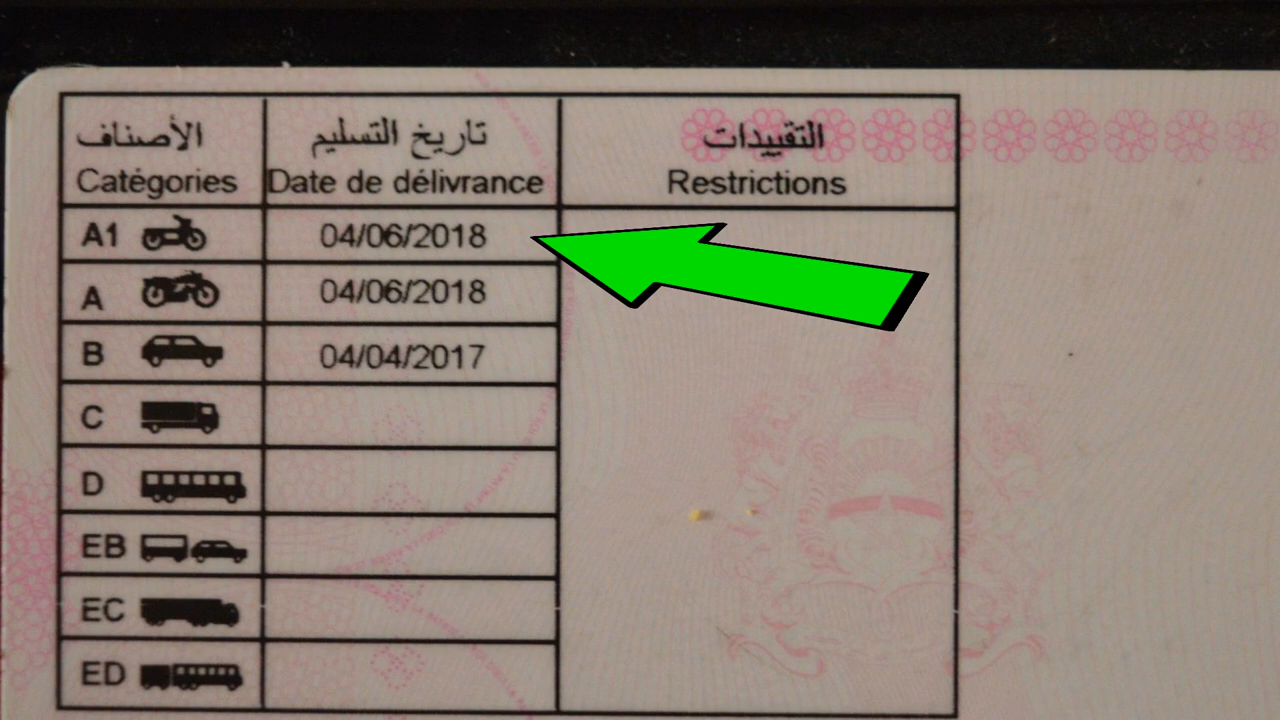 الأصناف تاريخ التسليم التقييدات
Catégories Date de délivrance Restrictions
A1 04/06/2018
A 04/06/2018
B 04/04/2017
C
D
EB
EC
ED